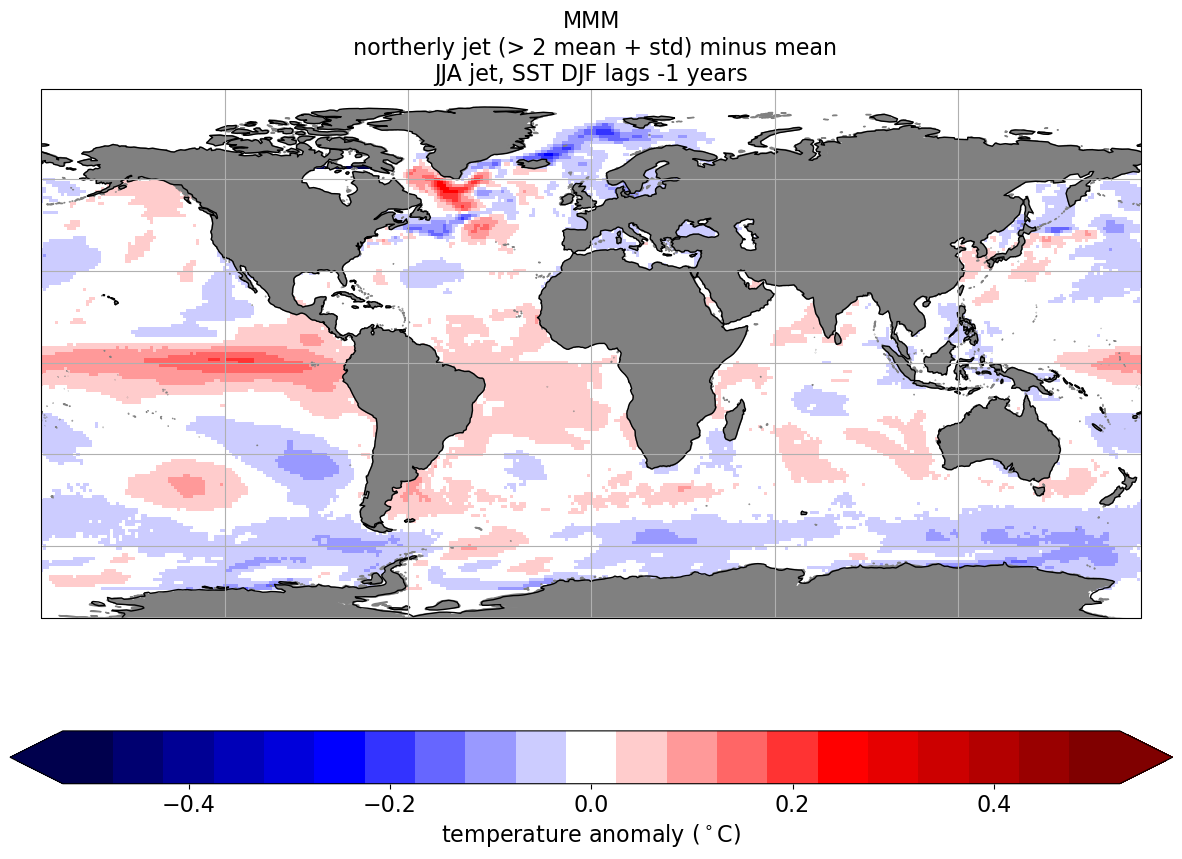 MMM
northerly jet (> 2 mean + std) minus mean
JJA jet, SST DJF lags -1 years
−0.4 −0.2 0.0 0.2 0.4
temperature anomaly (°C)